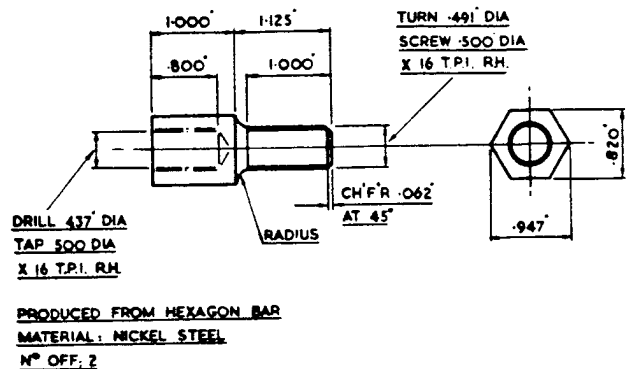 1·000"
1·125"
·800"
1·000"
TURN ·491" DIA
SCREW ·500" DIA
X 16 T.P.I. R.H.
·820"
·947"
CH'F'R ·062"
AT 45°
RADIUS
DRILL ·437" DIA
TAP ·500 DIA
X 16 T.P.I. R.H.
PRODUCED FROM HEXAGON BAR
MATERIAL: NICKEL STEEL
Nº OFF; 2